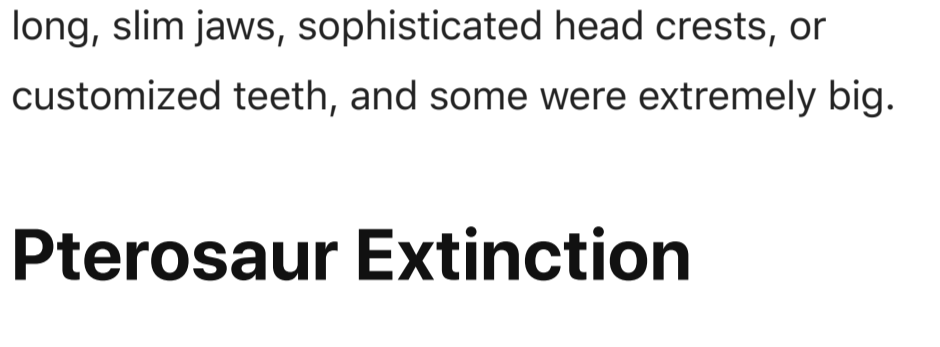 long, slim jaws, sophisticated head crests, or
customized teeth, and some were extremely big.
Pterosaur Extinction